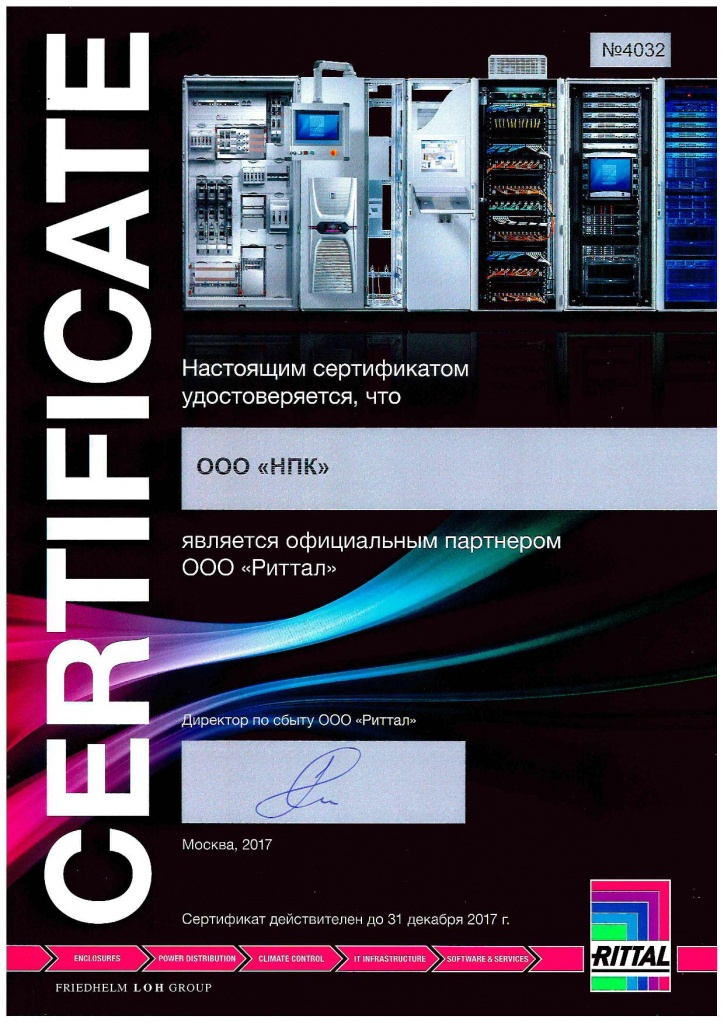 CERTIFICATE
№4032
Настоящим сертификатом
удостоверяется, что
ООО «НПК»
является официальным партнером
ООО «Риттал»
Директор по сбыту ООО «Риттал»
Москва, 2017
Сертификат действителен до 31 декабря 2017 г.
ENCLOSURES
POWER DISTRIBUTION
CLIMATE CONTROL
IT INFRASTRUCTURE
SOFTWARE & SERVICES
RITTAL
FRIEDHELM LOH GROUP